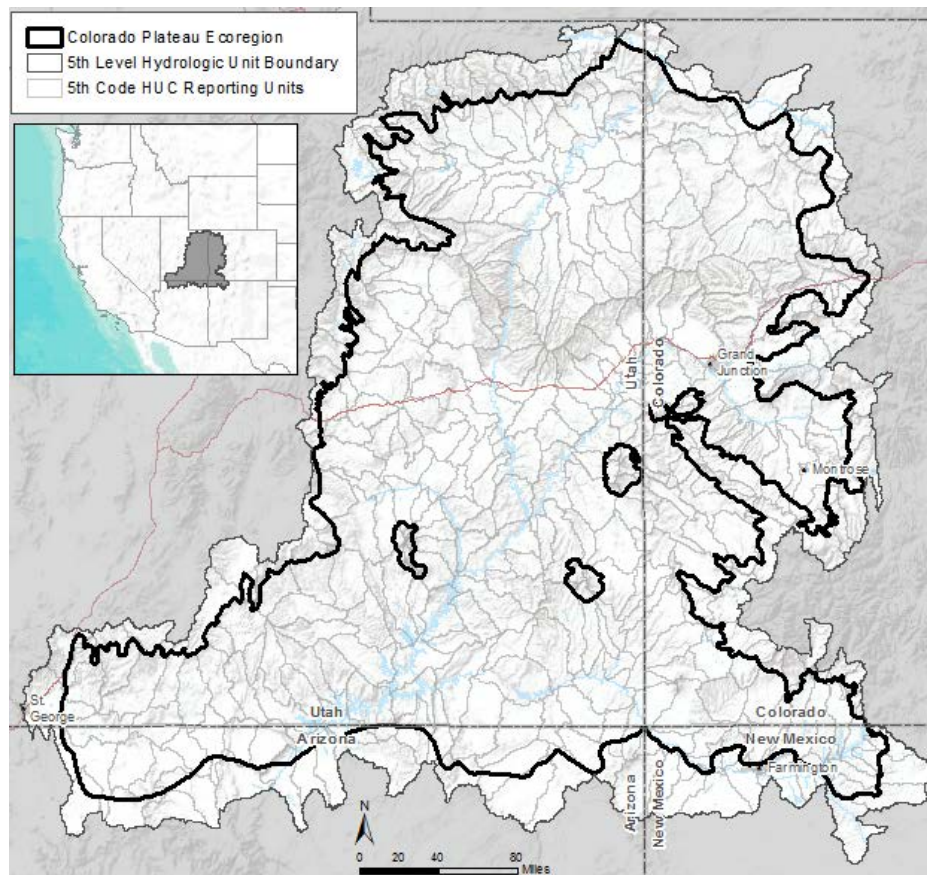 Colorado Plateau Ecoregion
5th Level Hydrologic Unit Boundary
5th Code HUC Reporting Units
Utah
Colorado
Grand
Junction
Montrose
St.
George
Utah
Arizona
Colorado
New Mexico
Farmington
Arizona
New Mexico
N
0 20 40 80
Miles